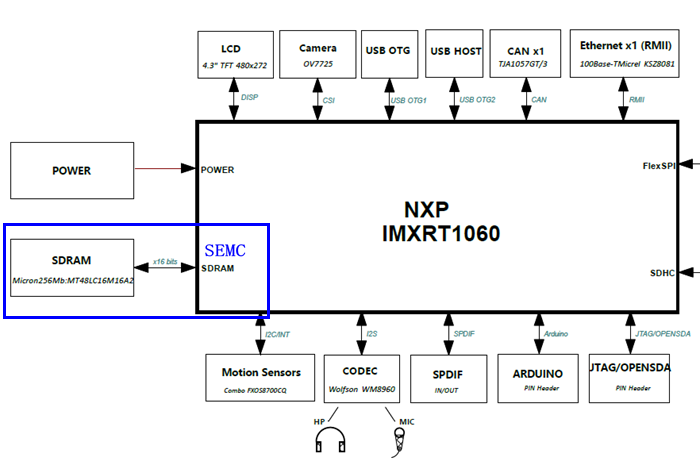 LCD
4.3" TFT 480x272
Camera
OV7725
USB OTG
USB HOST
CAN x1
TJA1057GT/3
Ethernet x1 (RMII)
100Base-TMicrel KSZ8081
DISP
CSI
USB OTG1
USB OTG2
CAN
RMII
POWER
POWER
FlexSPI
NXP
IMXRT1060
SEMC
SDRAM
Micron256Mb:MT48LC16M16A2
x16 bits
SDRAM
SDHC
I2C/INT
I2S
SPDIF
Arduino
JTAG/OPENSDA
Motion Sensors
Combo FXOS8700CQ
CODEC
Wolfson WM8960
SPDIF
IN/OUT
ARDUINO
PIN Header
JTAG/OPENSDA
PIN Header
HP
MIC